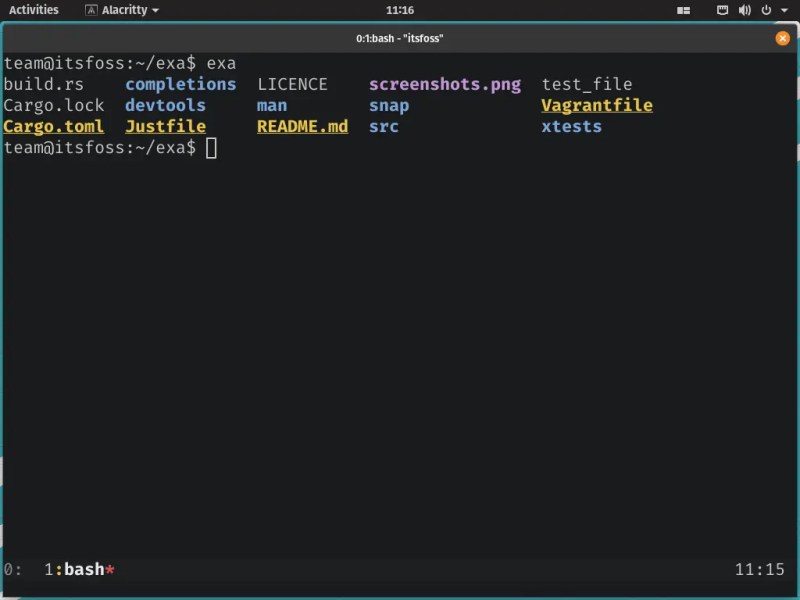 Activities Alacritty 11:16
0:1:bash - "itsfoss"
team@itsfoss:~/exa$ exa
build.rs completions LICENCE screenshots.png test_file
Cargo.lock devtools man snap Vagrantfile
Cargo.toml Justfile README.md src xtests
team@itsfoss:~/exa$
0: 1:bash* 11:15